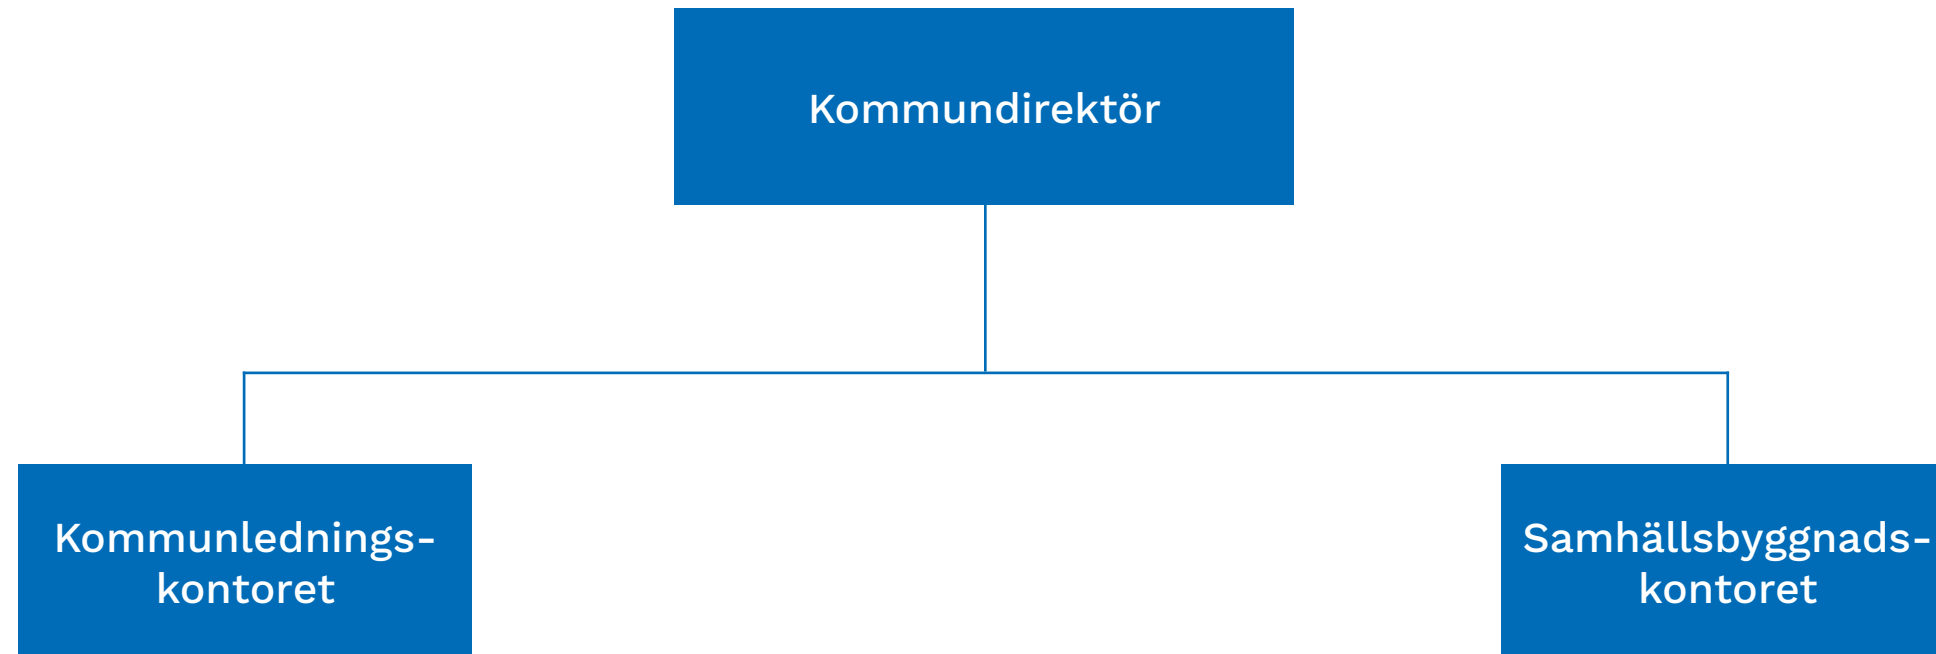 Kommundirektör
Kommunlednings-
kontoret
Samhällsbyggnads-
kontoret